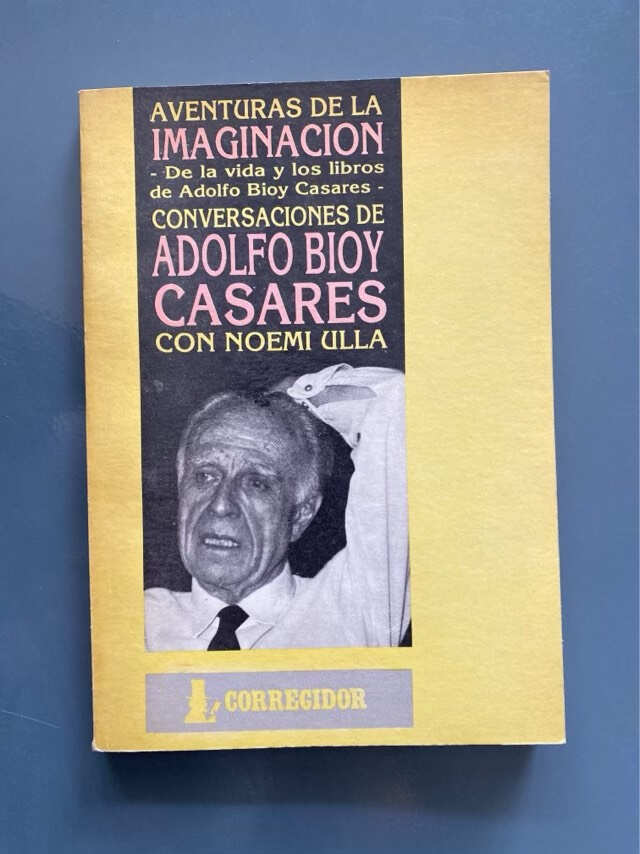 AVENTURAS DE LA
IMAGINACION
- De la vida y los libros
de Adolfo Bioy Casares -
CONVERSACIONES DE
ADOLFO BIOY
CASARES
CON NOEMI ULLA
CORREGIDOR